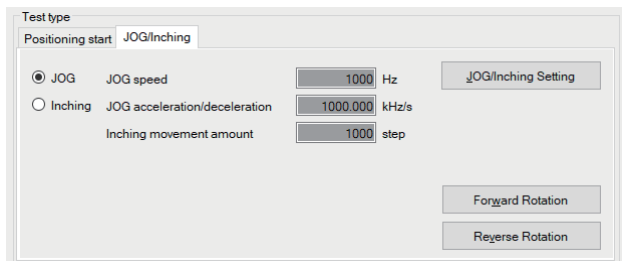 Test type
Positioning start JOG/Inching
JOG JOG speed 1000 Hz JOG/Inching Setting
Inching JOG acceleration/deceleration 1000.000 kHz/s
Inching movement amount 1000 step
Forward Rotation
Reverse Rotation